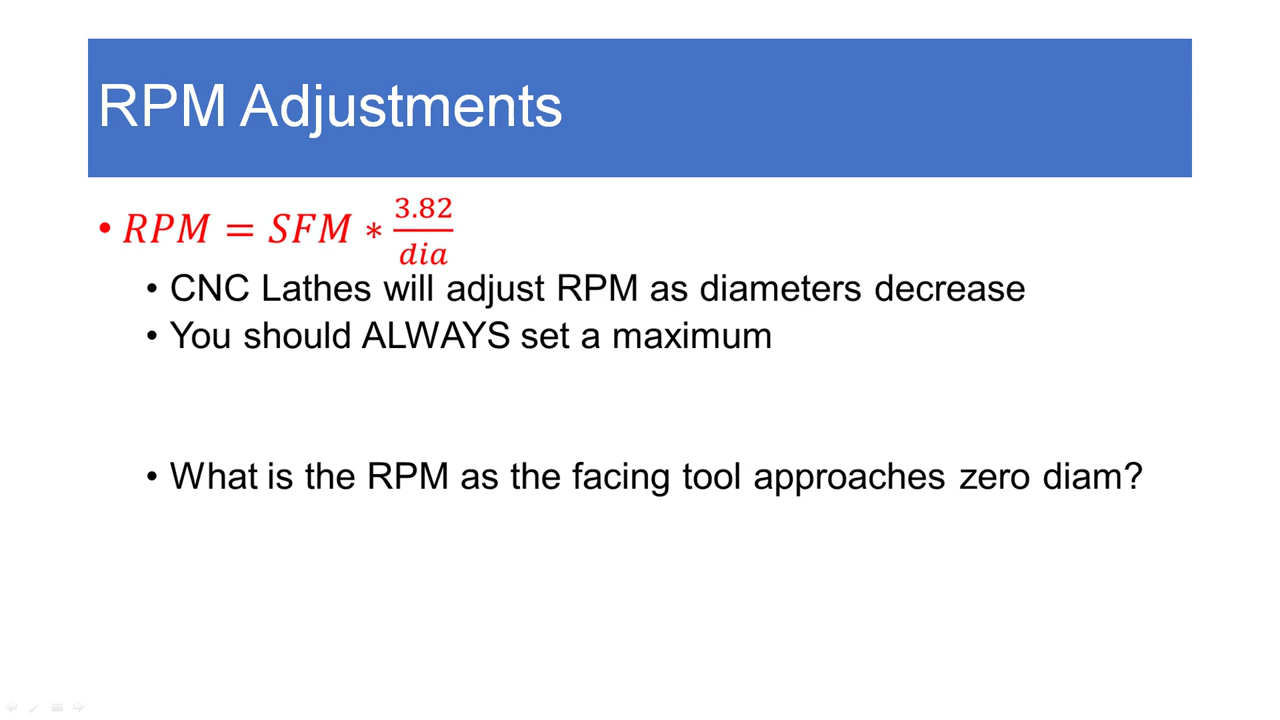 RPM Adjustments
• RPM = SFM * 3.82/dia
• CNC Lathes will adjust RPM as diameters decrease
• You should ALWAYS set a maximum
• What is the RPM as the facing tool approaches zero diam?